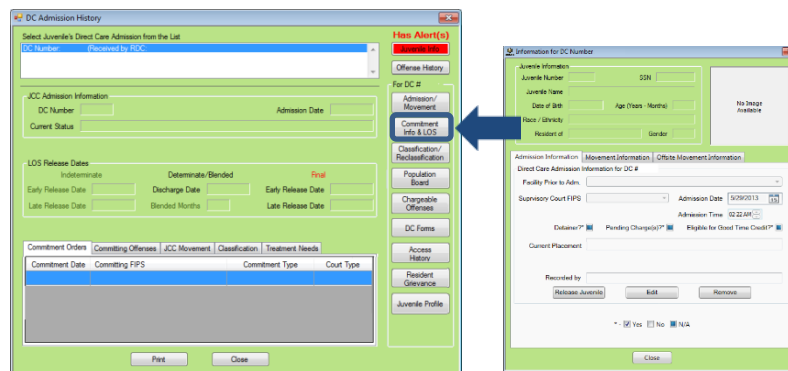 DC Admission History
Select Juvenile's Direct Care Admission from the List
DC Number: (Received by RDC:
Has Alert(s)
Juvenile Info
Offense History
For DC #
Admission/
Movement
Commitment
Info & LOS
Classification/
Reclassification
Population
Board
Chargeable
Offenses
DC Forms
Access
History
Resident
Grievance
Juvenile Profile
JCC Admission Information
DC Number Admission Date
Current Status
LOS Release Dates
Indeterminate Determinate/Blended Final
Early Release Date Discharge Date Early Release Date
Late Release Date Blended Months Late Release Date
Commitment Orders Committing Offenses JCC Movement Classification Treatment Needs
Commitment Date Committing FIPS Commitment Type Court Type
Print Close
Information for DC Number
Juvenile Information
Juvenile Number SSN
Juvenile Name
Date of Birth Age (Years - Months)
Race / Ethnicity
Resident of Gender
No Image
Available
Admission Information Movement Information Offsite Movement Information
Direct Care Admission Information for DC #
Facility Prior to Adm.
Supervisory Court FIPS Admission Date 5/29/2013 15
Admission Time 02:22 AM
Detainer?* Pending Charge(s)?* Eligible for Good Time Credit?*
Current Placement
Recorded by
Release Juvenile Edit Remove
* - Yes No N/A
Close